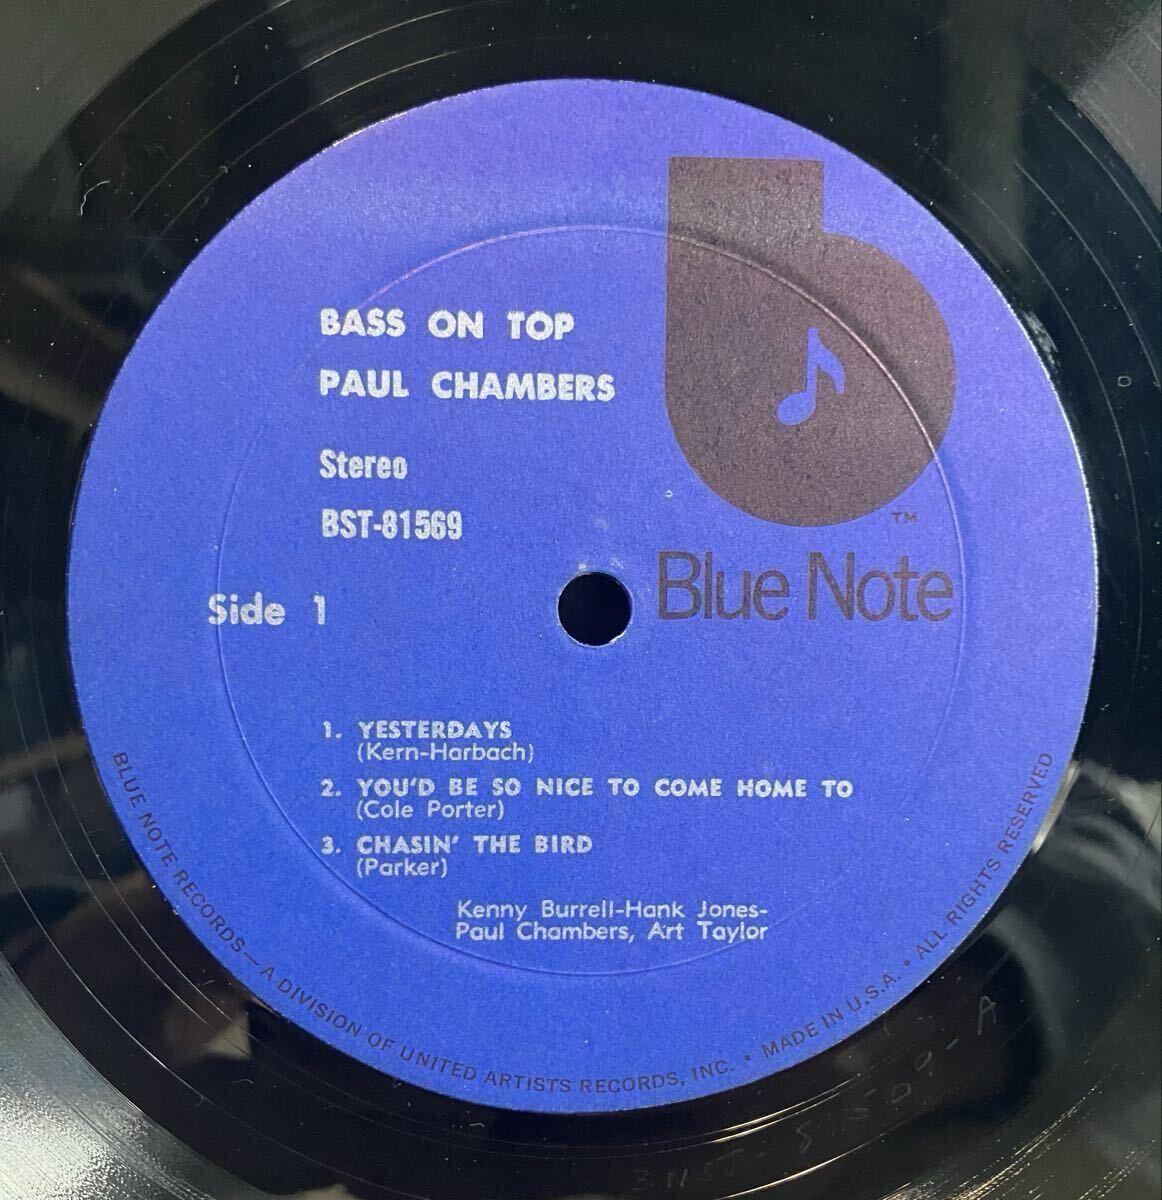 BASS ON TOP
PAUL CHAMBERS
Stereo
BST-81569
TM
Blue Note
Side 1
1. YESTERDAYS
(Kern-Harbach)
2. YOU'D BE SO NICE TO COME HOME TO
(Cole Porter)
3. CHASIN' THE BIRD
(Parker)
Kenny Burrell-Hank Jones-
Paul Chambers, Art Taylor
BLUE NOTE RECORDS—A DIVISION OF UNITED ARTISTS RECORDS, INC. • MADE IN U.S.A. • ALL RIGHTS RESERVED